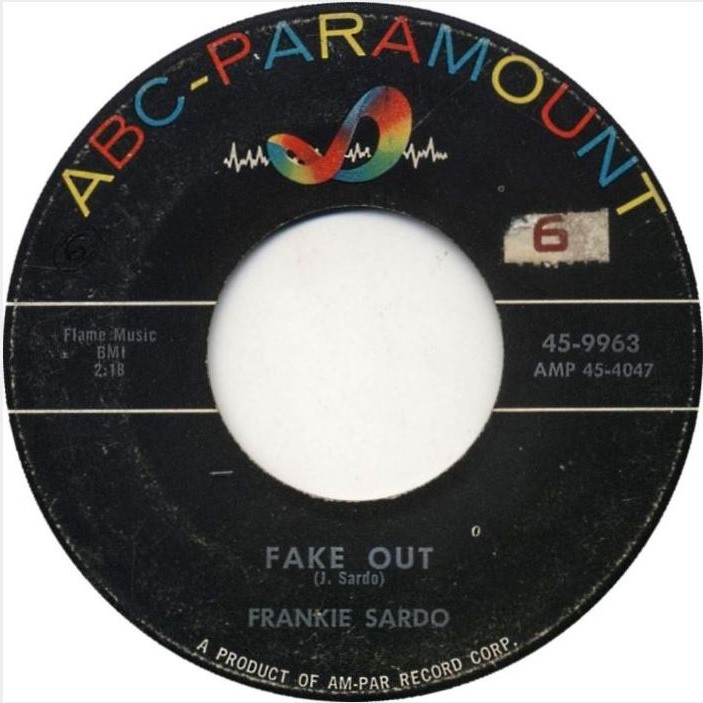 ABC-PARAMOUNT
6
6
Flame Music
BMI
2:18
45-9963
AMP 45-4047
FAKE OUT
(J. Sardo)
FRANKIE SARDO
A PRODUCT OF AM-PAR RECORD CORP.